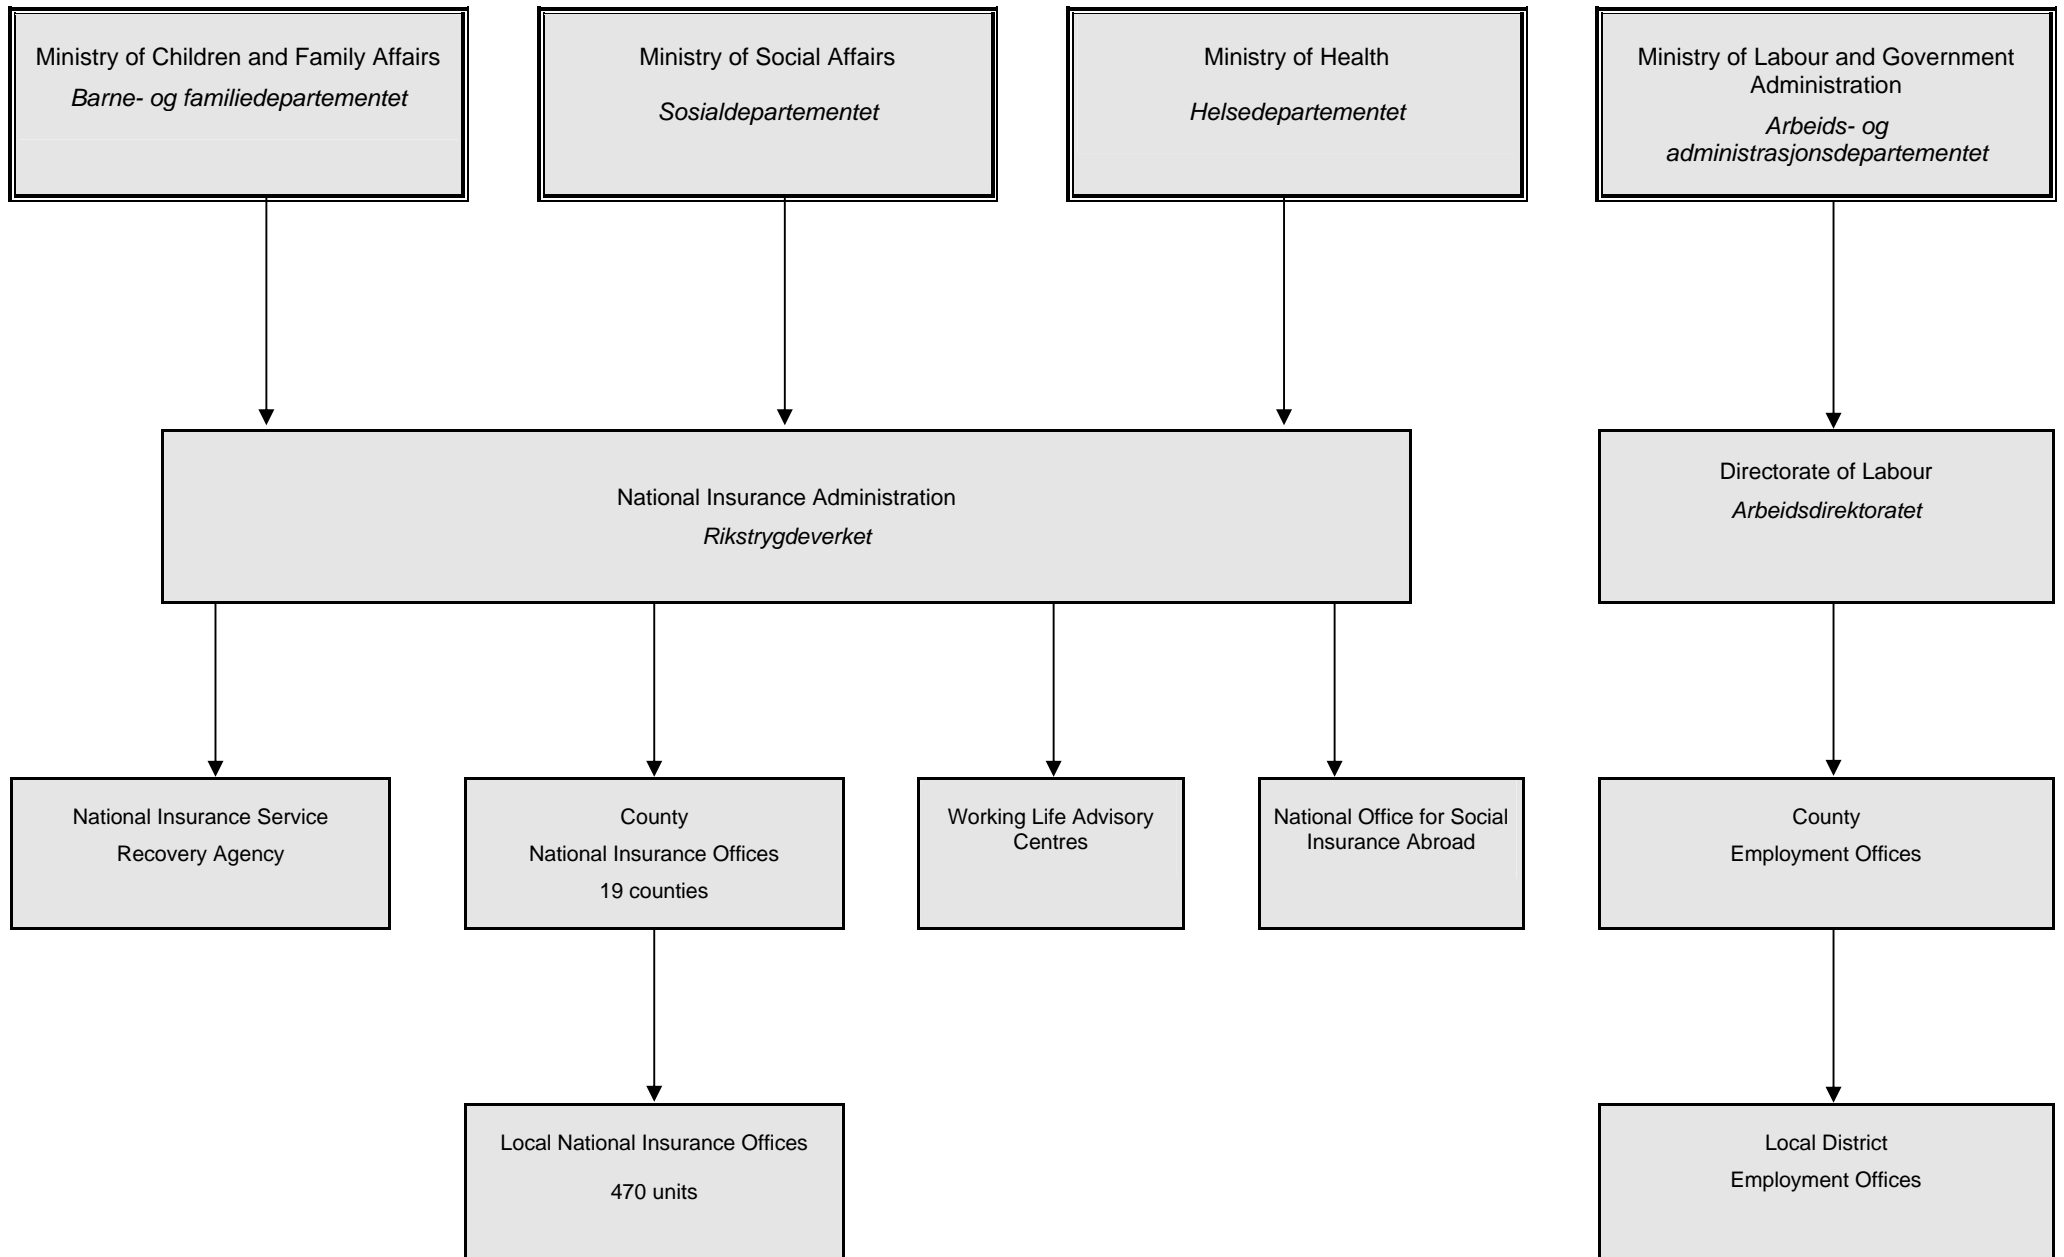 Ministry of Children and Family Affairs
Barne- og familiedepartementet
Ministry of Social Affairs
Sosialdepartementet
Ministry of Health
Helsedepartementet
Ministry of Labour and Government
Administration
Arbeids- og
administrasjonsdepartementet
National Insurance Administration
Rikstrygdeverket
Directorate of Labour
Arbeidsdirektoratet
National Insurance Service
Recovery Agency
County
National Insurance Offices
19 counties
Working Life Advisory
Centres
National Office for Social
Insurance Abroad
County
Employment Offices
Local National Insurance Offices
470 units
Local District
Employment Offices